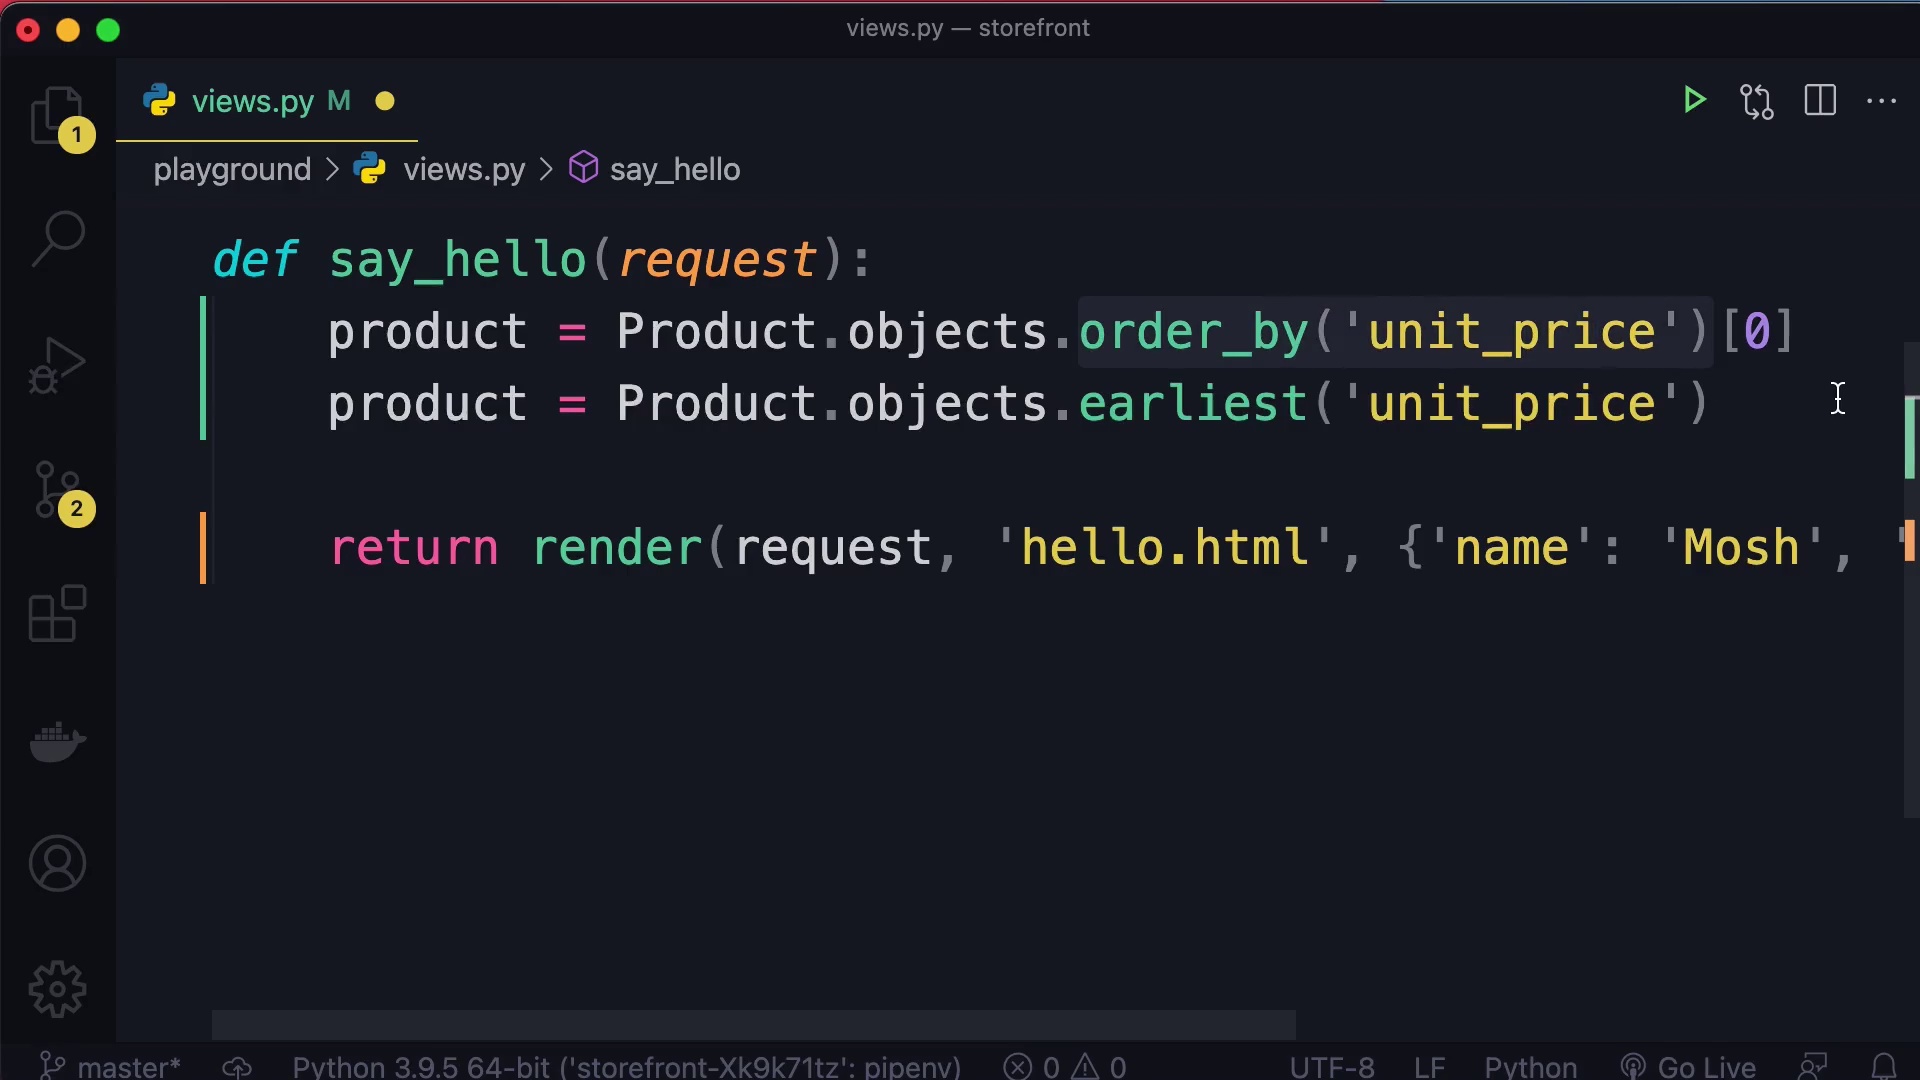 views.py — storefront
views.py M
1
playground > views.py > say_hello
def say_hello(request):
product = Product.objects.order_by('unit_price')[0]
product = Product.objects.earliest('unit_price')
2
return render(request, 'hello.html', {'name': 'Mosh', '
master* Python 3.9.5 64-bit ('storefront-Xk9k71tz': pipenv) 0 0 UTF-8 LF Python Go Live